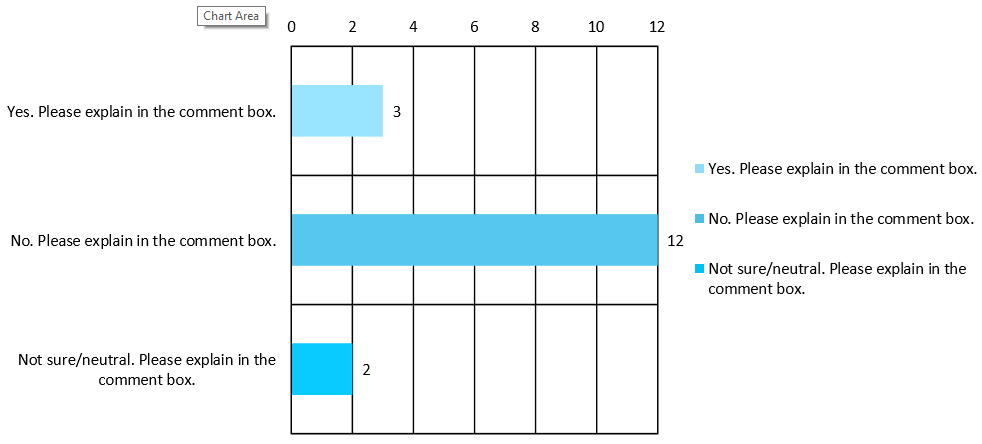 Chart Area
0 2 4 6 8 10 12
Yes. Please explain in the comment box. 3
No. Please explain in the comment box. 12
Not sure/neutral. Please explain in the
comment box.
2
Yes. Please explain in the comment box.
No. Please explain in the comment box.
Not sure/neutral. Please explain in the
comment box.